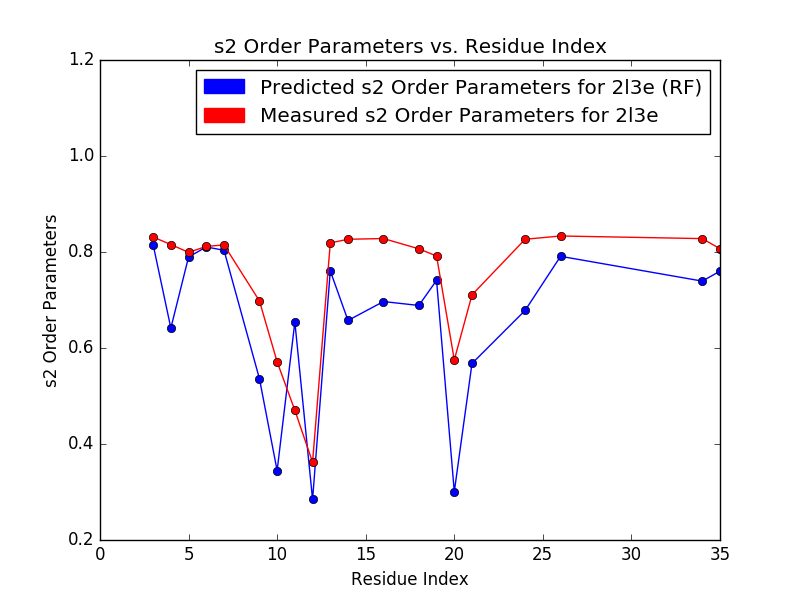 s2 Order Parameters vs. Residue Index
Predicted s2 Order Parameters for 2l3e (RF)
Measured s2 Order Parameters for 2l3e
s2 Order Parameters
1.2
1.0
0.8
0.6
0.4
0.2
0 5 10 15 20 25 30 35
Residue Index